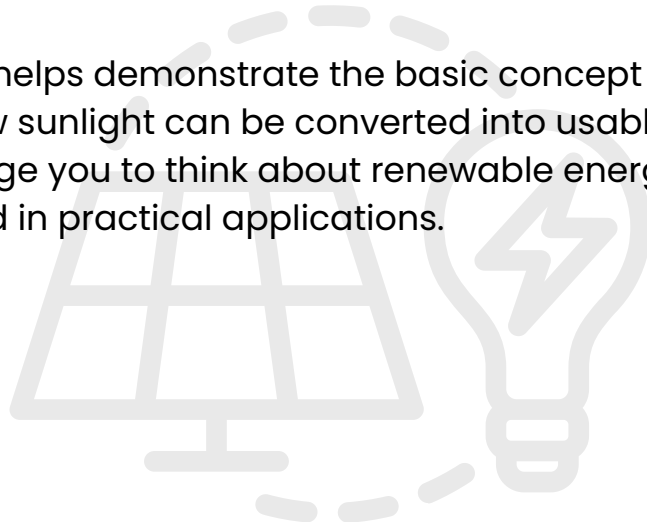 helps demonstrate the basic concept
sunlight can be converted into
you to think about renewable
in practical applications.